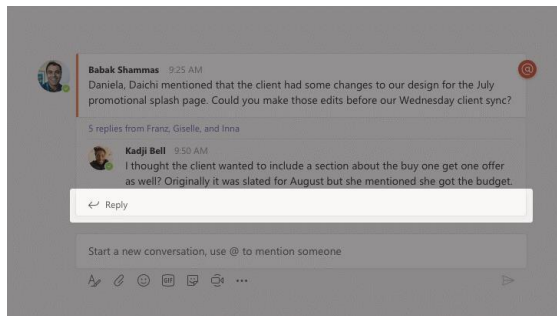 Babak Shammas 9:25 AM
Daniela, Daichi mentioned that the client had some changes to our design for the July
promotional splash page. Could you make those edits before our Wednesday client sync?
5 replies from Franz, Giselle, and Inna
Kadji Bell 9:50 AM
I thought the client wanted to include a section about the buy one get one offer
as well? Originally it was slated for August but she mentioned she got the budget.
Reply
Start a new conversation, use @ to mention someone
GIF